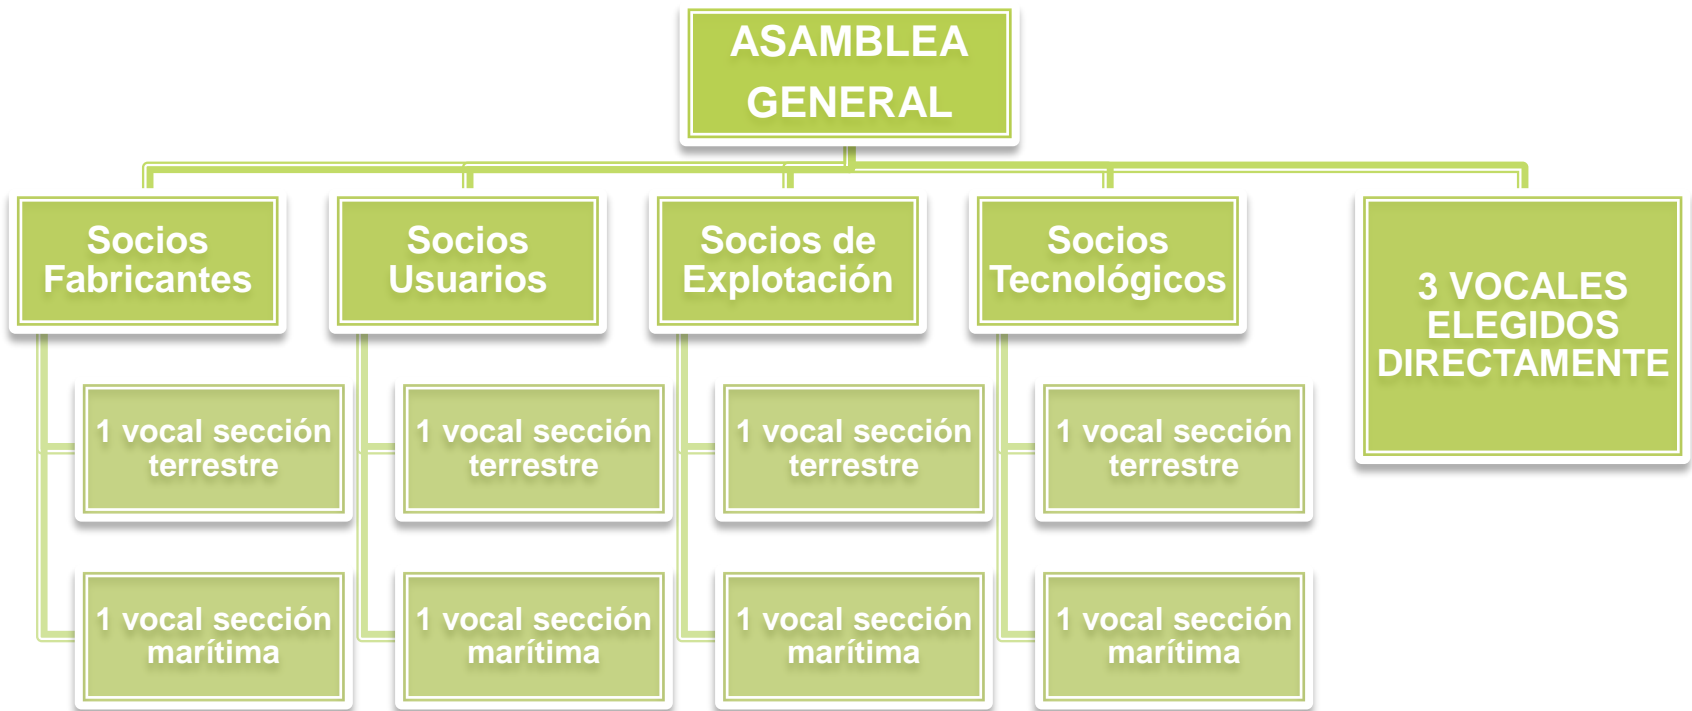 ASAMBLEA
GENERAL
Socios
Fabricantes
Socios
Usuarios
Socios de
Explotación
Socios
Tecnológicos
3 VOCALES
ELEGIDOS
DIRECTAMENTE
1 vocal sección
terrestre
1 vocal sección
terrestre
1 vocal sección
terrestre
1 vocal sección
terrestre
1 vocal sección
marítima
1 vocal sección
marítima
1 vocal sección
marítima
1 vocal sección
marítima